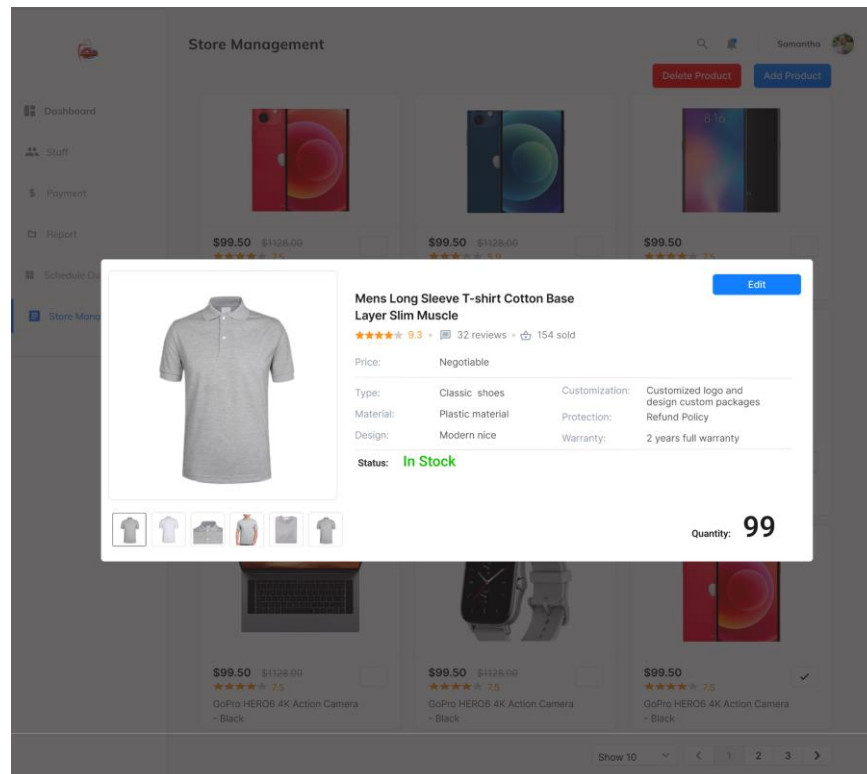 Store Management
Samantha
Delete Product
Add Product
Dashboard
Staff
Payment
Report
Schedule Du
Store Mana
8:16
$99.50 $1128.00
7.5
$99.50 $1128.00
5.9
$99.50
7.5
Edit
Mens Long Sleeve T-shirt Cotton Base
Layer Slim Muscle
9.3 32 reviews 154 sold
Price: Negotiable
Type: Classic shoes
Customization: Customized logo and
design custom packages
Material: Plastic material
Protection: Refund Policy
Design: Modern nice
Warranty: 2 years full warranty
Status: In Stock
Quantity: 99
$99.50 $1128.00
7.5
GoPro HERO6 4K Action Camera
- Black
$99.50 $1128.00
7.5
GoPro HERO6 4K Action Camera
- Black
$99.50
7.5
GoPro HERO6 4K Action Camera
- Black
Show 10
< 1 2 3 >